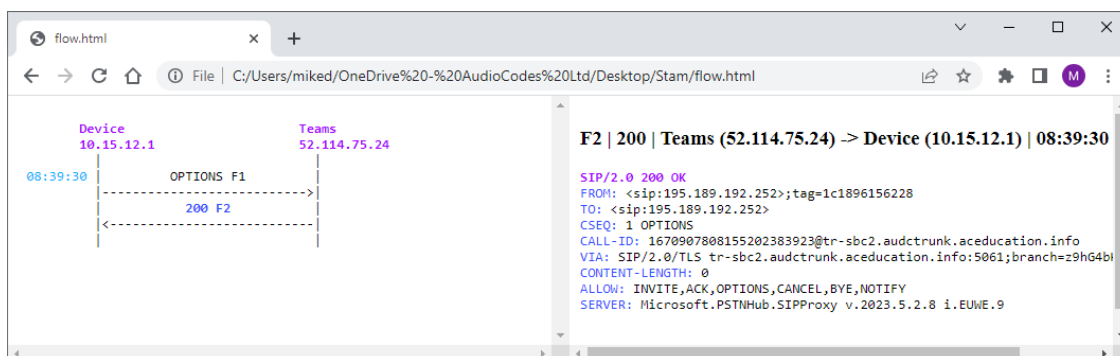 flow.html
File | C:/Users/miked/OneDrive%20-%20AudioCodes%20Ltd/Desktop/Stam/flow.html
M
Device Teams
10.15.12.1 52.114.75.24
08:39:30 OPTIONS F1
200 F2
F2 | 200 | Teams (52.114.75.24) -> Device (10.15.12.1) | 08:39:30
SIP/2.0 200 OK
FROM: <sip:195.189.192.252>;tag=1c1896156228
TO: <sip:195.189.192.252>
CSEQ: 1 OPTIONS
CALL-ID: 1670907808155202383923@tr-sbc2.audctrunk.aceducation.info
VIA: SIP/2.0/TLS tr-sbc2.audctrunk.aceducation.info:5061;branch=z9hG4b
CONTENT-LENGTH: 0
ALLOW: INVITE,ACK,OPTIONS,CANCEL,BYE,NOTIFY
SERVER: Microsoft.PSTNHub.SIPProxy v.2023.5.2.8 i.EUWE.9